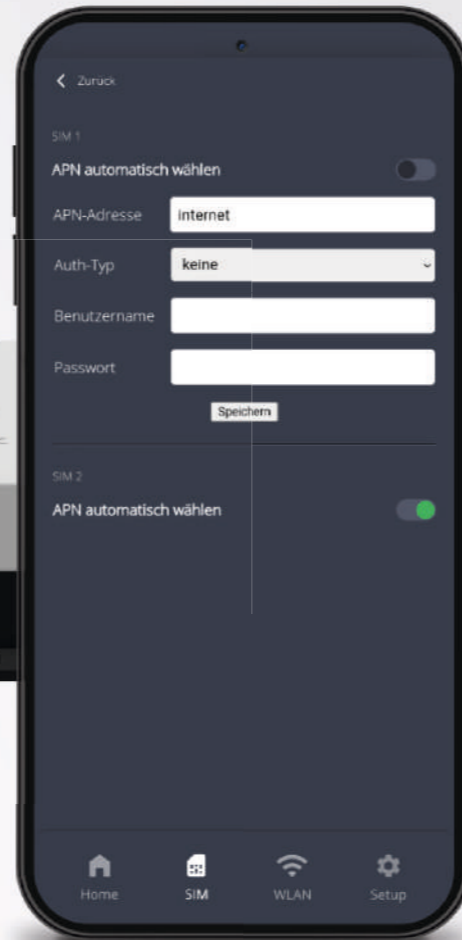 Zurück
SIM 1
APN automatisch wählen
APN-Adresse internet
Auth-Typ keine
Benutzername
Passwort
Speichern
SIM 2
APN automatisch wählen
Home SIM WLAN Setup